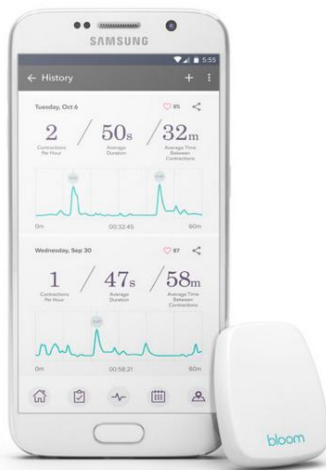 SAMSUNG
5:55
History
Tuesday, Oct 6
85
2 / 50s / 32m
Contractions Per Hour
Average Duration
Average Time Between Contractions
0m 00:32:45 60m
Wednesday, Sep 30
87
1 / 47s / 58m
Contractions Per Hour
Average Duration
Average Time Between Contractions
0m 00:58:21 60m
bloom